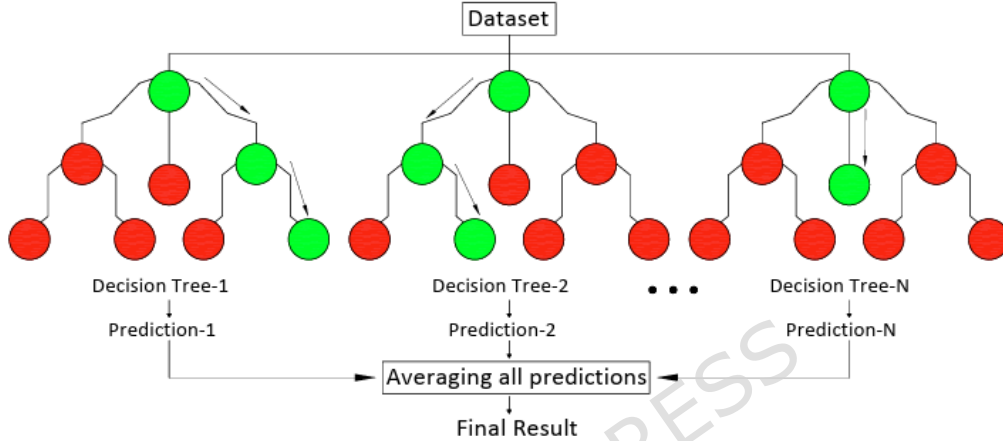 Dataset
Decision Tree-1
Decision Tree-2
Decision Tree-N
Prediction-1
Prediction-2
Prediction-N
Averaging all predictions
Final Result
RESS